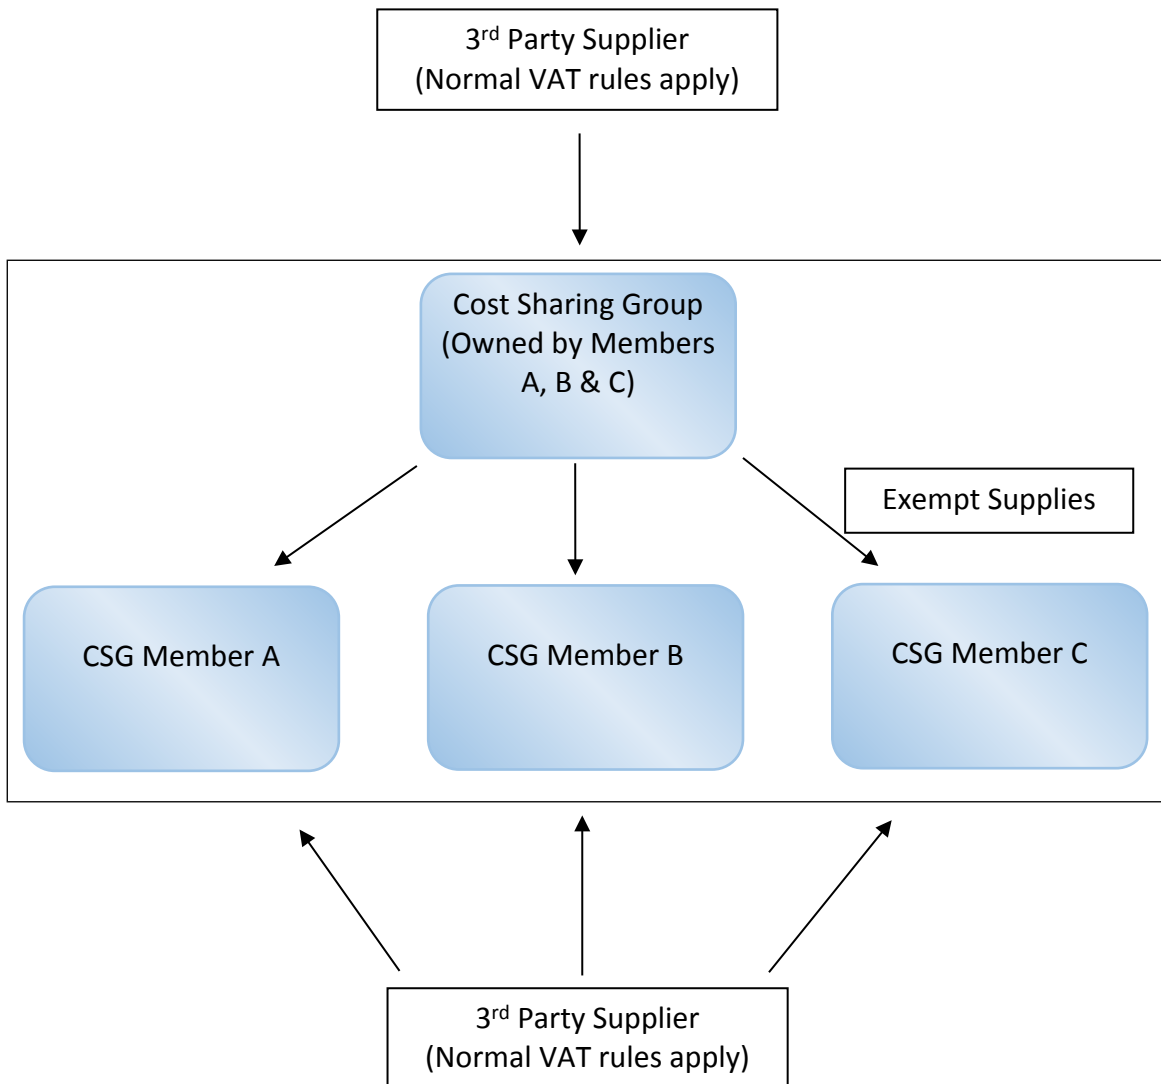 3rd Party Supplier
(Normal VAT rules apply)
Cost Sharing Group
(Owned by Members
A, B & C)
Exempt Supplies
CSG Member A
CSG Member B
CSG Member C
3rd Party Supplier
(Normal VAT rules apply)